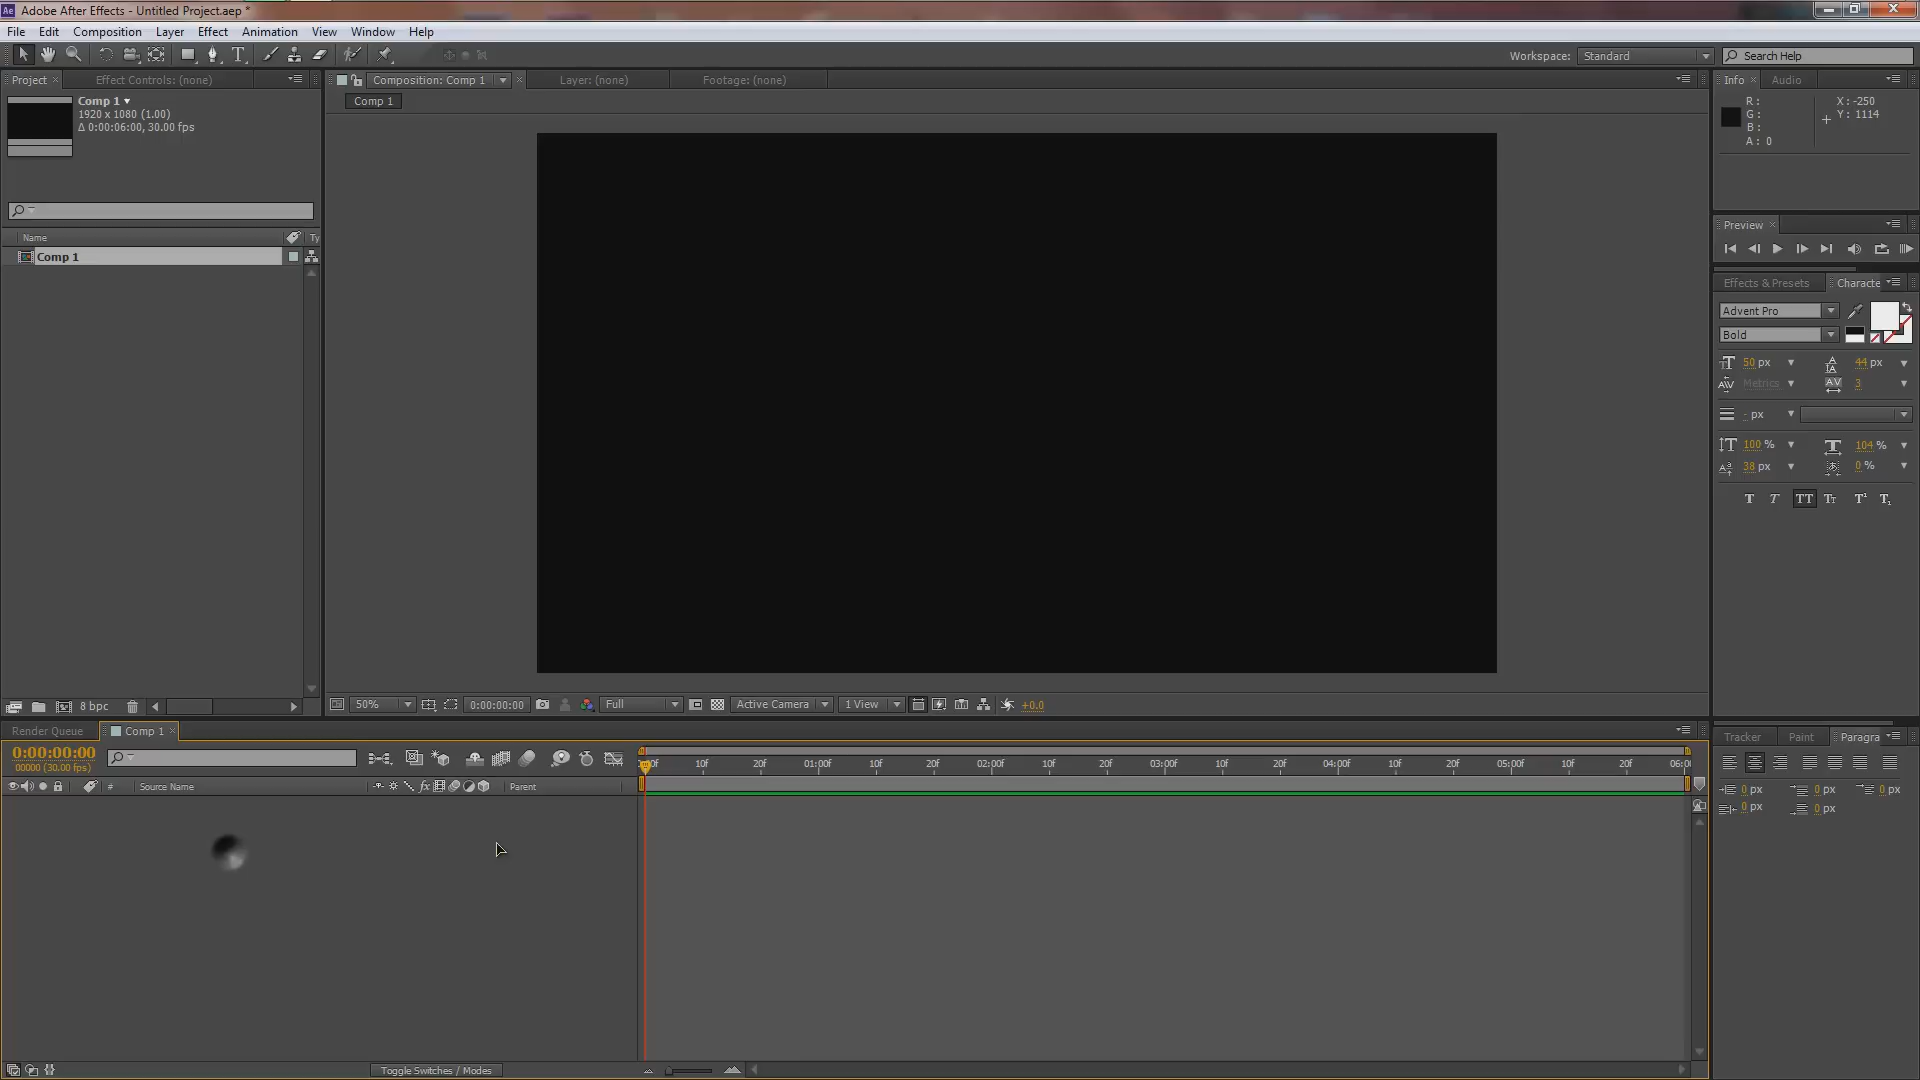 Ae Adobe After Effects - Untitled Project.aep *
File Edit Composition Layer Effect Animation View Window Help
T Workspace: Standard Search Help
Project Effect Controls: (none) Composition: Comp 1 Layer: (none) Footage: (none) Info Audio
Comp 1
1920 x 1080 (1.00)
Δ 0:00:06:00, 30.00 fps
Comp 1
R :
G :
B :
A : 0
X : -250
Y : 1114
Name Ty
Comp 1
Preview
Effects & Presets Characte
Advent Pro
Bold
50 px 44 px
Metrics 3
- px
100 % 104 %
38 px 0 %
T T TT Tt T¹ T₁
8 bpc
50% 0:00:00:00 Full Active Camera 1 View +0.0
Render Queue Comp 1
0:00:00:00
00000 (30.00 fps)
:00f 10f 20f 01:00f 10f 20f 02:00f 10f 20f 03:00f 10f 20f 04:00f 10f 20f 05:00f 10f 20f 06:00
# Source Name fx Parent
Tracker Paint Paragra
0 px 0 px 0 px
0 px 0 px
Toggle Switches / Modes